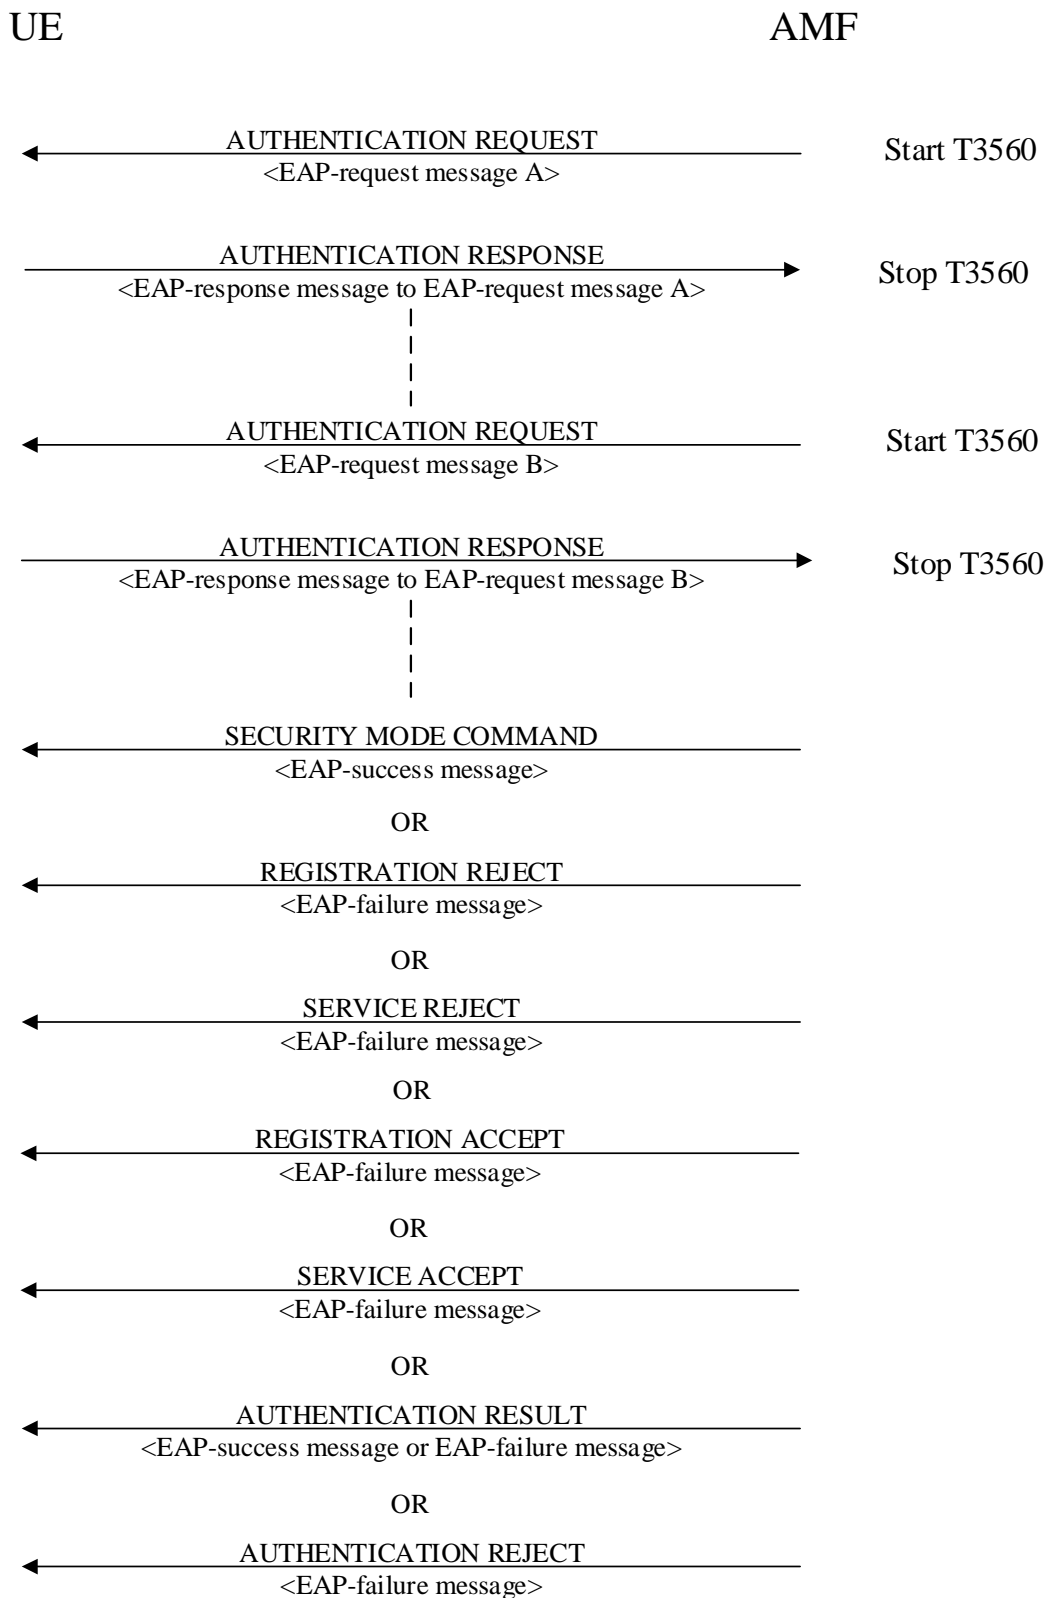 UE
AMF
AUTHENTICATION REQUEST
<EAP-request message A>
Start T3560
AUTHENTICATION RESPONSE
<EAP-response message to EAP-request message A>
Stop T3560
AUTHENTICATION REQUEST
<EAP-request message B>
Start T3560
AUTHENTICATION RESPONSE
<EAP-response message to EAP-request message B>
Stop T3560
SECURITY MODE COMMAND
<EAP-success message>
OR
REGISTRATION REJECT
<EAP-failure message>
OR
SERVICE REJECT
<EAP-failure message>
OR
REGISTRATION ACCEPT
<EAP-failure message>
OR
SERVICE ACCEPT
<EAP-failure message>
OR
AUTHENTICATION RESULT
<EAP-success message or EAP-failure message>
OR
AUTHENTICATION REJECT
<EAP-failure message>